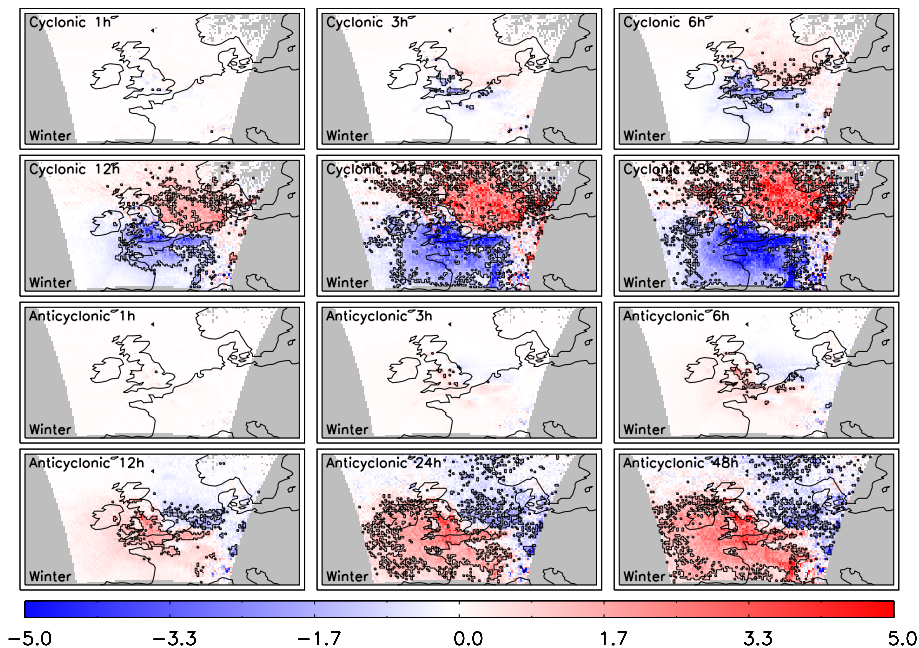 Cyclonic 1h Cyclonic 3h Cyclonic 6h
Winter Winter Winter
Cyclonic 12h Cyclonic 24h Cyclonic 48h
Winter Winter Winter
Anticyclonic 1h Anticyclonic 3h Anticyclonic 6h
Winter Winter Winter
Anticyclonic 12h Anticyclonic 24h Anticyclonic 48h
Winter Winter Winter
-5.0 -3.3 -1.7 0.0 1.7 3.3 5.0